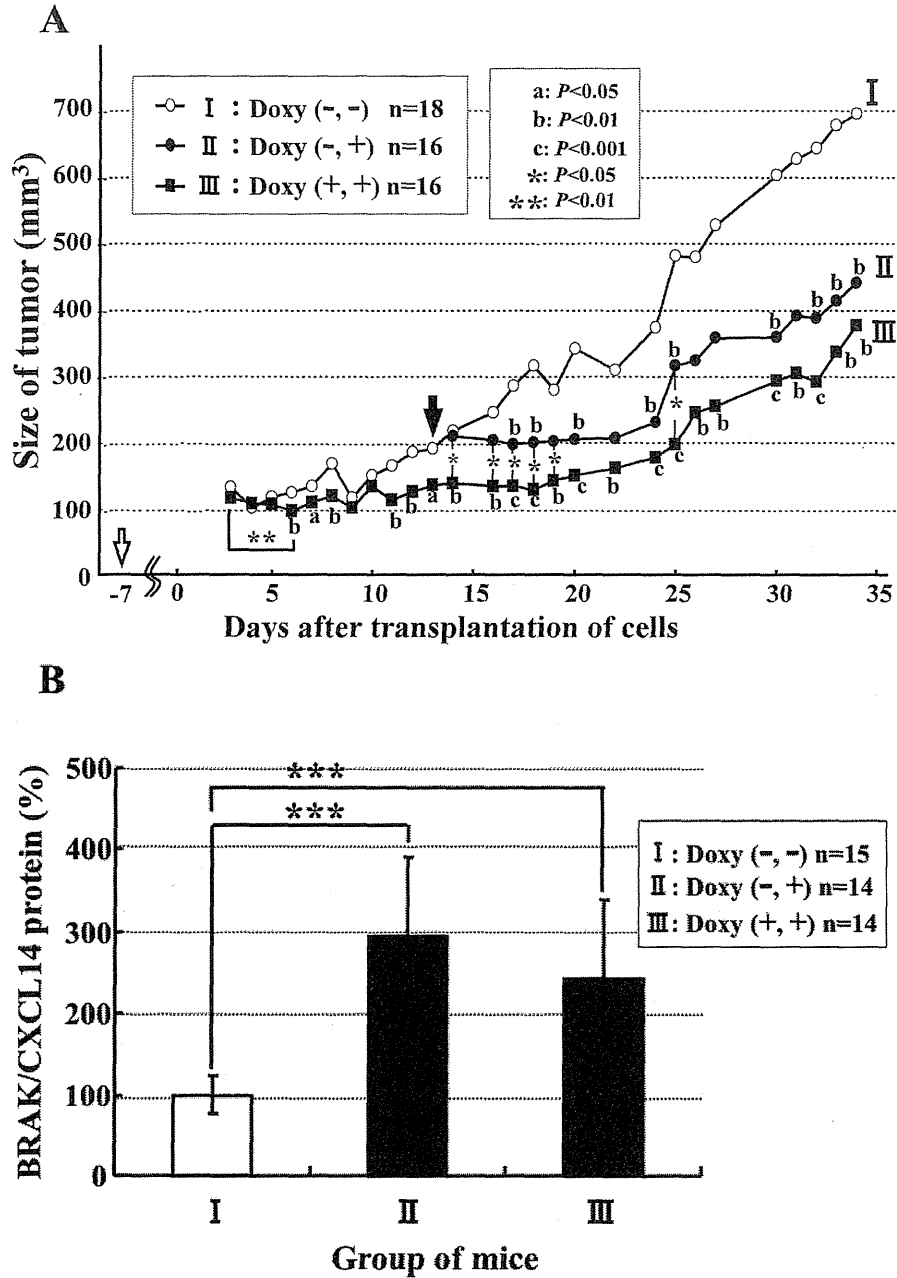 A
Size of tumor (mm³)
700
600
500
400
300
200
100
0
I : Doxy (-, -) n=18
II : Doxy (-, +) n=16
III : Doxy (+, +) n=16
a: P<0.05
b: P<0.01
c: P<0.001
*: P<0.05
**: P<0.01
I
II
III
b b b b b b b b b b b
* * * * * *
b a b b b a b b c c b c b c c b b c b c b b
**
-7 0 5 10 15 20 25 30 35
Days after transplantation of cells
B
BRAK/CXCL14 protein (%)
500
400
300
200
100
0
***
***
I : Doxy (-, -) n=15
II : Doxy (-, +) n=14
III : Doxy (+, +) n=14
I II III
Group of mice